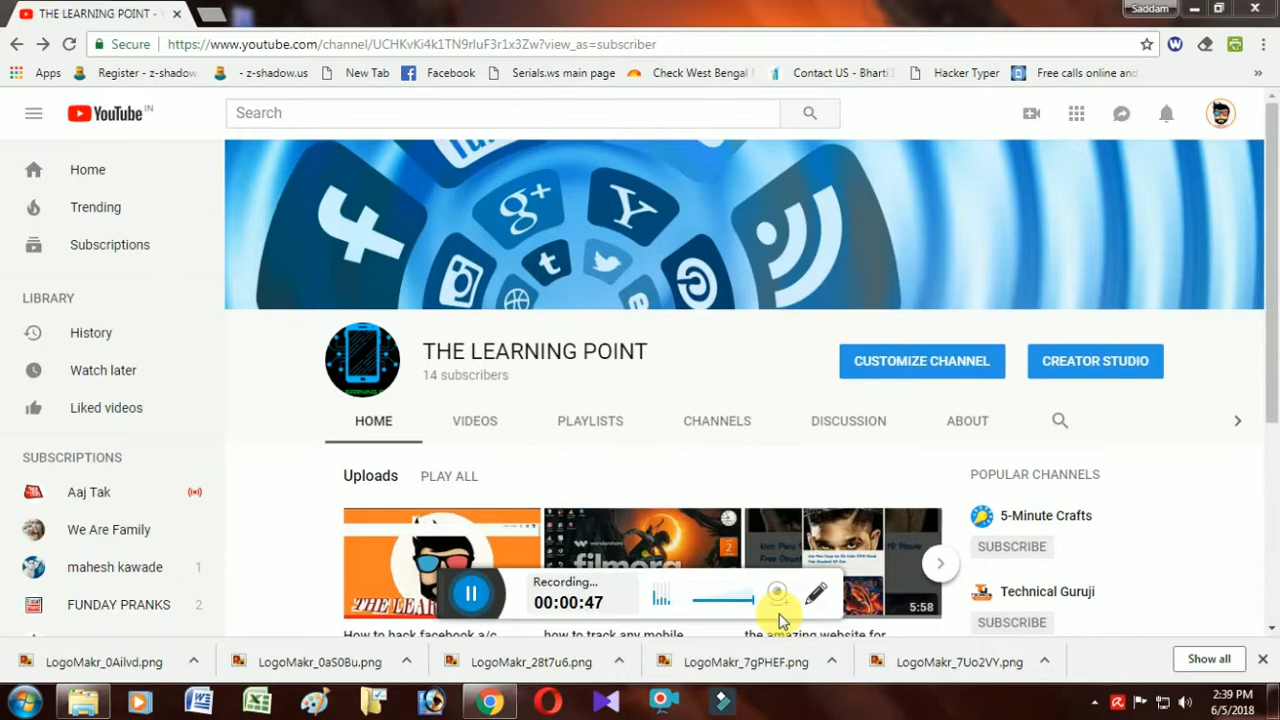 THE LEARNING POINT -
Saddam
Secure
https://www.youtube.com/channel/UCHKvKi4k1TN9rIuF3r1x3Zw?view_as=subscriber
Apps
Register - z-shadow
- z-shadow.us
New Tab
Facebook
Serials.ws main page
Check West Bengal
Contact US - Bharti
Hacker Typer
Free calls online and
»
YouTube IN
Search
Home
Trending
Subscriptions
LIBRARY
History
Watch later
Liked videos
SUBSCRIPTIONS
Aaj Tak
We Are Family
mahesh kawade 1
FUNDAY PRANKS 2
f
g+
Y
t
THE LEARNING POINT
14 subscribers
CUSTOMIZE CHANNEL
CREATOR STUDIO
HOME
VIDEOS
PLAYLISTS
CHANNELS
DISCUSSION
ABOUT
Uploads
PLAY ALL
POPULAR CHANNELS
5-Minute Crafts
SUBSCRIBE
Technical Guruji
SUBSCRIBE
THE LEA
wondershare
filmora
5:58
Recording...
00:00:47
How to hack facebook a/c
how to track any mobile
the amazing website for
LogoMakr_0Ailvd.png
LogoMakr_0aS0Bu.png
LogoMakr_28t7u6.png
LogoMakr_7gPHEF.png
LogoMakr_7Uo2VY.png
Show all
2:39 PM
6/5/2018